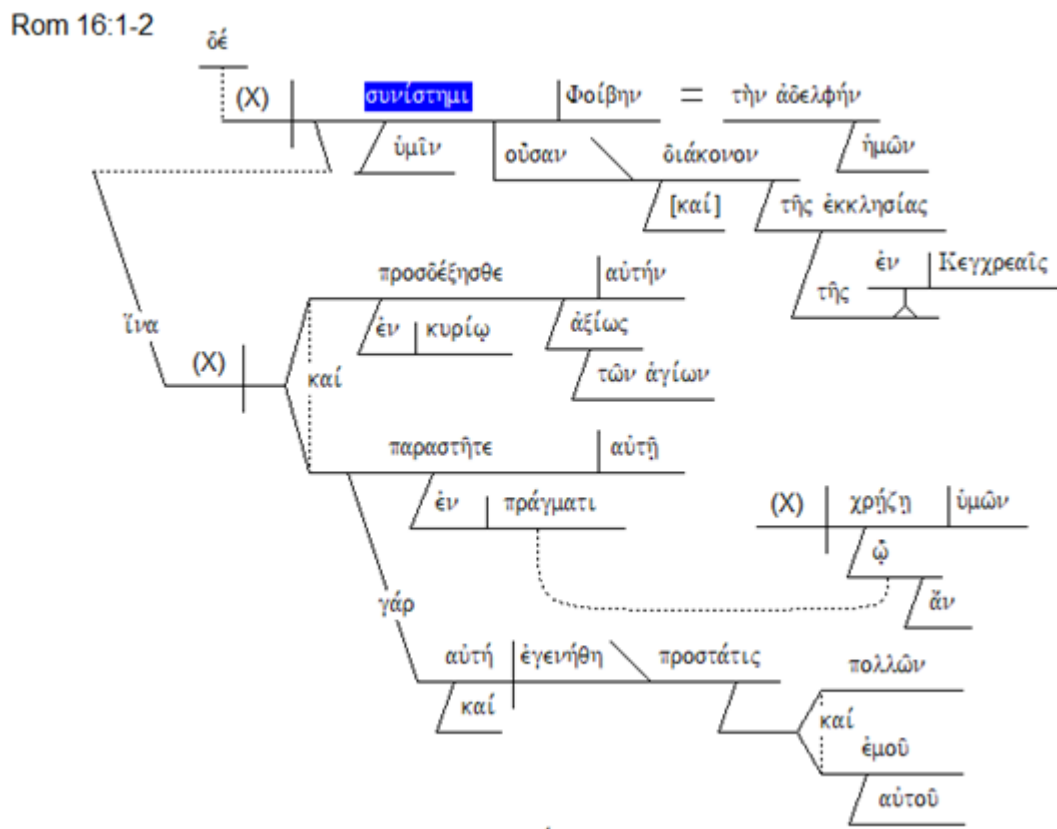 Rom 16:1-2
δέ
(X) συνίστημι Φοίβην = τὴν ἀδελφήν
ὑμῖν οὖσαν διάκονον ἡμῶν
[καί] τῆς ἐκκλησίας
ἐν Κεγχρεαῖς
προσδέξησθε αὐτήν τῆς
ἵνα ἐν κυρίῳ ἀξίως
(X) καί τῶν ἁγίων
παραστῆτε αὐτῇ
ἐν πράγματι (X) χρῄζῃ ὑμῶν
ᾧ
γάρ ἄν
αὐτή ἐγενήθη προστάτις πολλῶν
καί καί
ἐμοῦ
αὐτοῦ